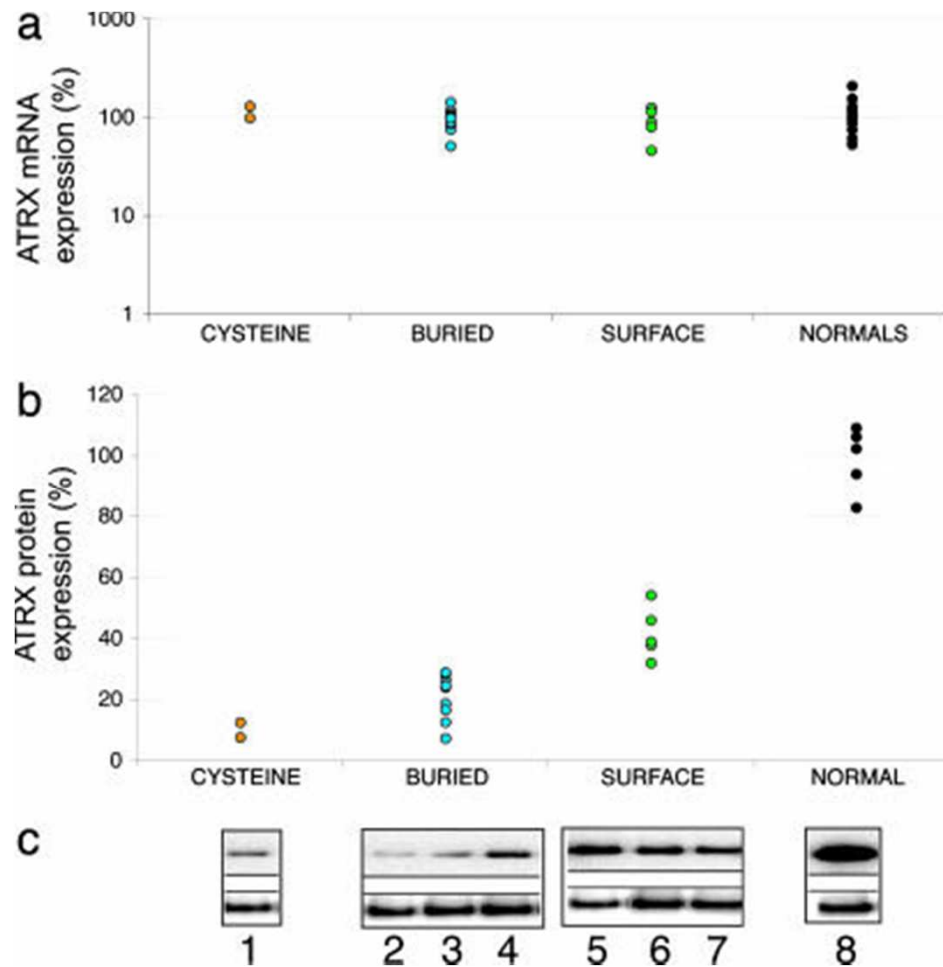 a
ATRX mRNA
expression (%)
1000
100
10
1
CYSTEINE BURIED SURFACE NORMALS
b
ATRX protein
expression (%)
120
100
80
60
40
20
0
CYSTEINE BURIED SURFACE NORMAL
c
1 2 3 4 5 6 7 8